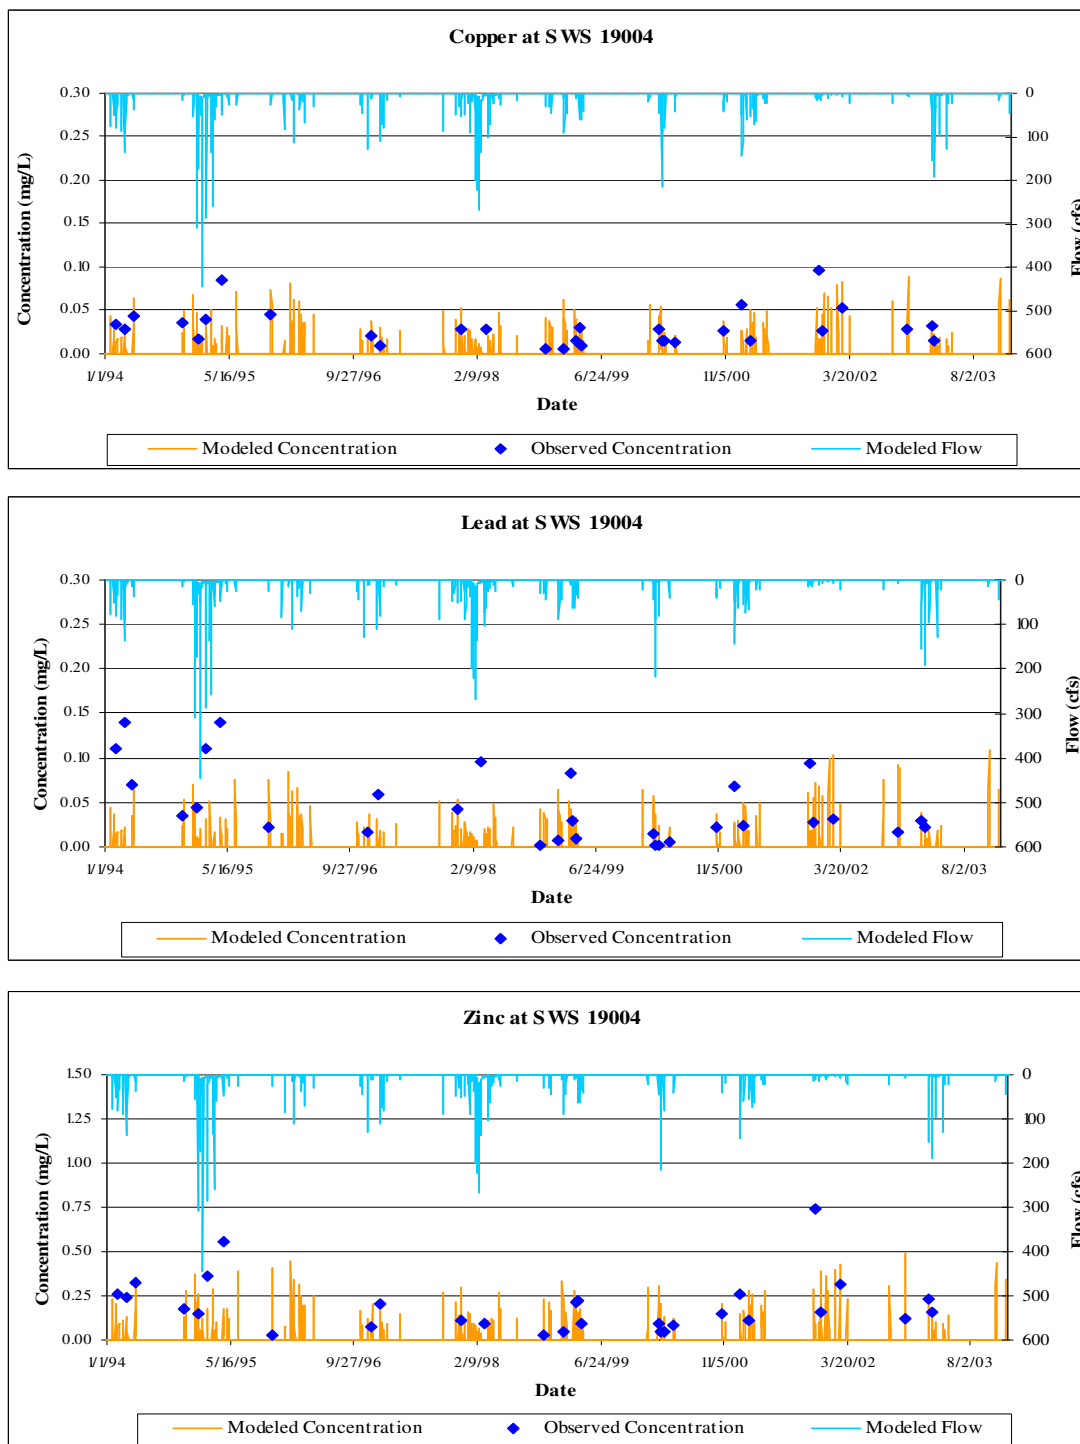 Copper at SWS 19004
Concentration (mg/L)
0.30
0.25
0.20
0.15
0.10
0.05
0.00
0
100
200
300
400
500
600
Flow (cfs)
1/1/94 5/16/95 9/27/96 2/9/98 6/24/99 11/5/00 3/20/02 8/2/03
Date
Modeled Concentration Observed Concentration Modeled Flow
Lead at SWS 19004
Concentration (mg/L)
0.30
0.25
0.20
0.15
0.10
0.05
0.00
0
100
200
300
400
500
600
Flow (cfs)
1/1/94 5/16/95 9/27/96 2/9/98 6/24/99 11/5/00 3/20/02 8/2/03
Date
Modeled Concentration Observed Concentration Modeled Flow
Zinc at SWS 19004
Concentration (mg/L)
1.50
1.25
1.00
0.75
0.50
0.25
0.00
0
100
200
300
400
500
600
Flow (cfs)
1/1/94 5/16/95 9/27/96 2/9/98 6/24/99 11/5/00 3/20/02 8/2/03
Date
Modeled Concentration Observed Concentration Modeled Flow